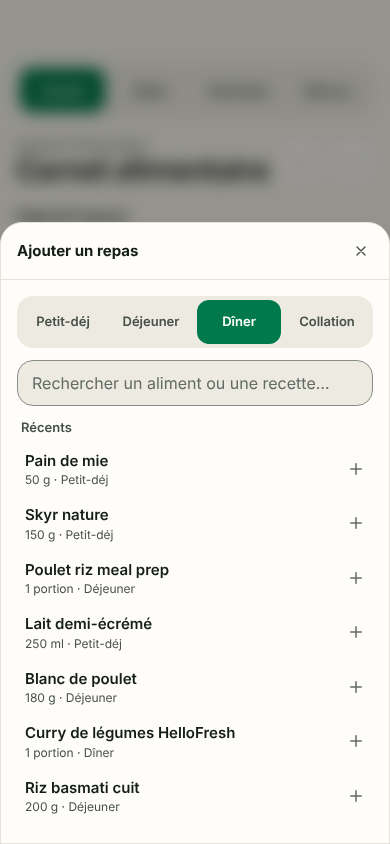 Carnet alimentaire
Ajouter un repas
Petit-déj
Déjeuner
Dîner
Collation
Rechercher un aliment ou une recette...
Récents
Pain de mie
50 g · Petit-déj
Skyr nature
150 g · Petit-déj
Poulet riz meal prep
1 portion · Déjeuner
Lait demi-écrémé
250 ml · Petit-déj
Blanc de poulet
180 g · Déjeuner
Curry de légumes HelloFresh
1 portion · Dîner
Riz basmati cuit
200 g · Déjeuner